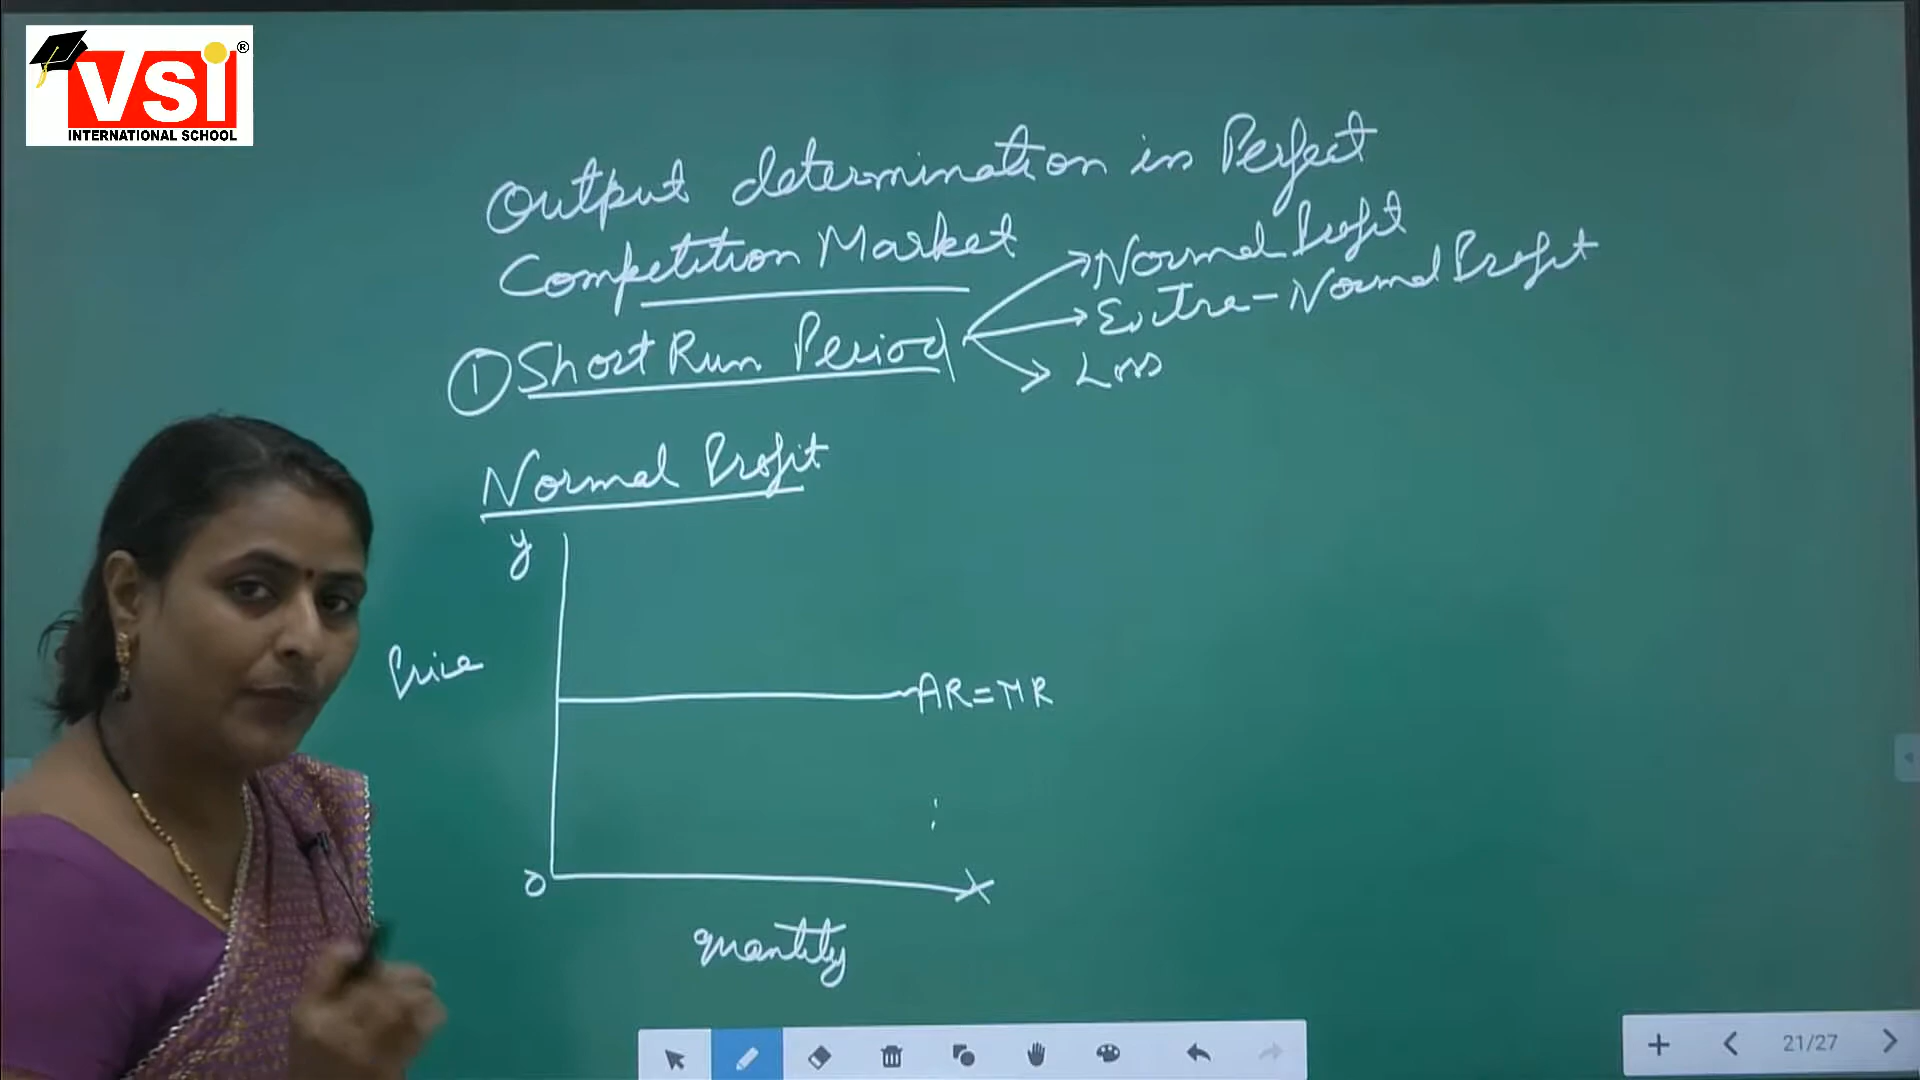 VSI
®
INTERNATIONAL SCHOOL
Output determination in Perfect
Competition Market
① Short Run Period
Normal Profit
Extra-Normal Profit
Loss
Normal Profit
y
Price
AR=MR
O
X
quantity
21/27